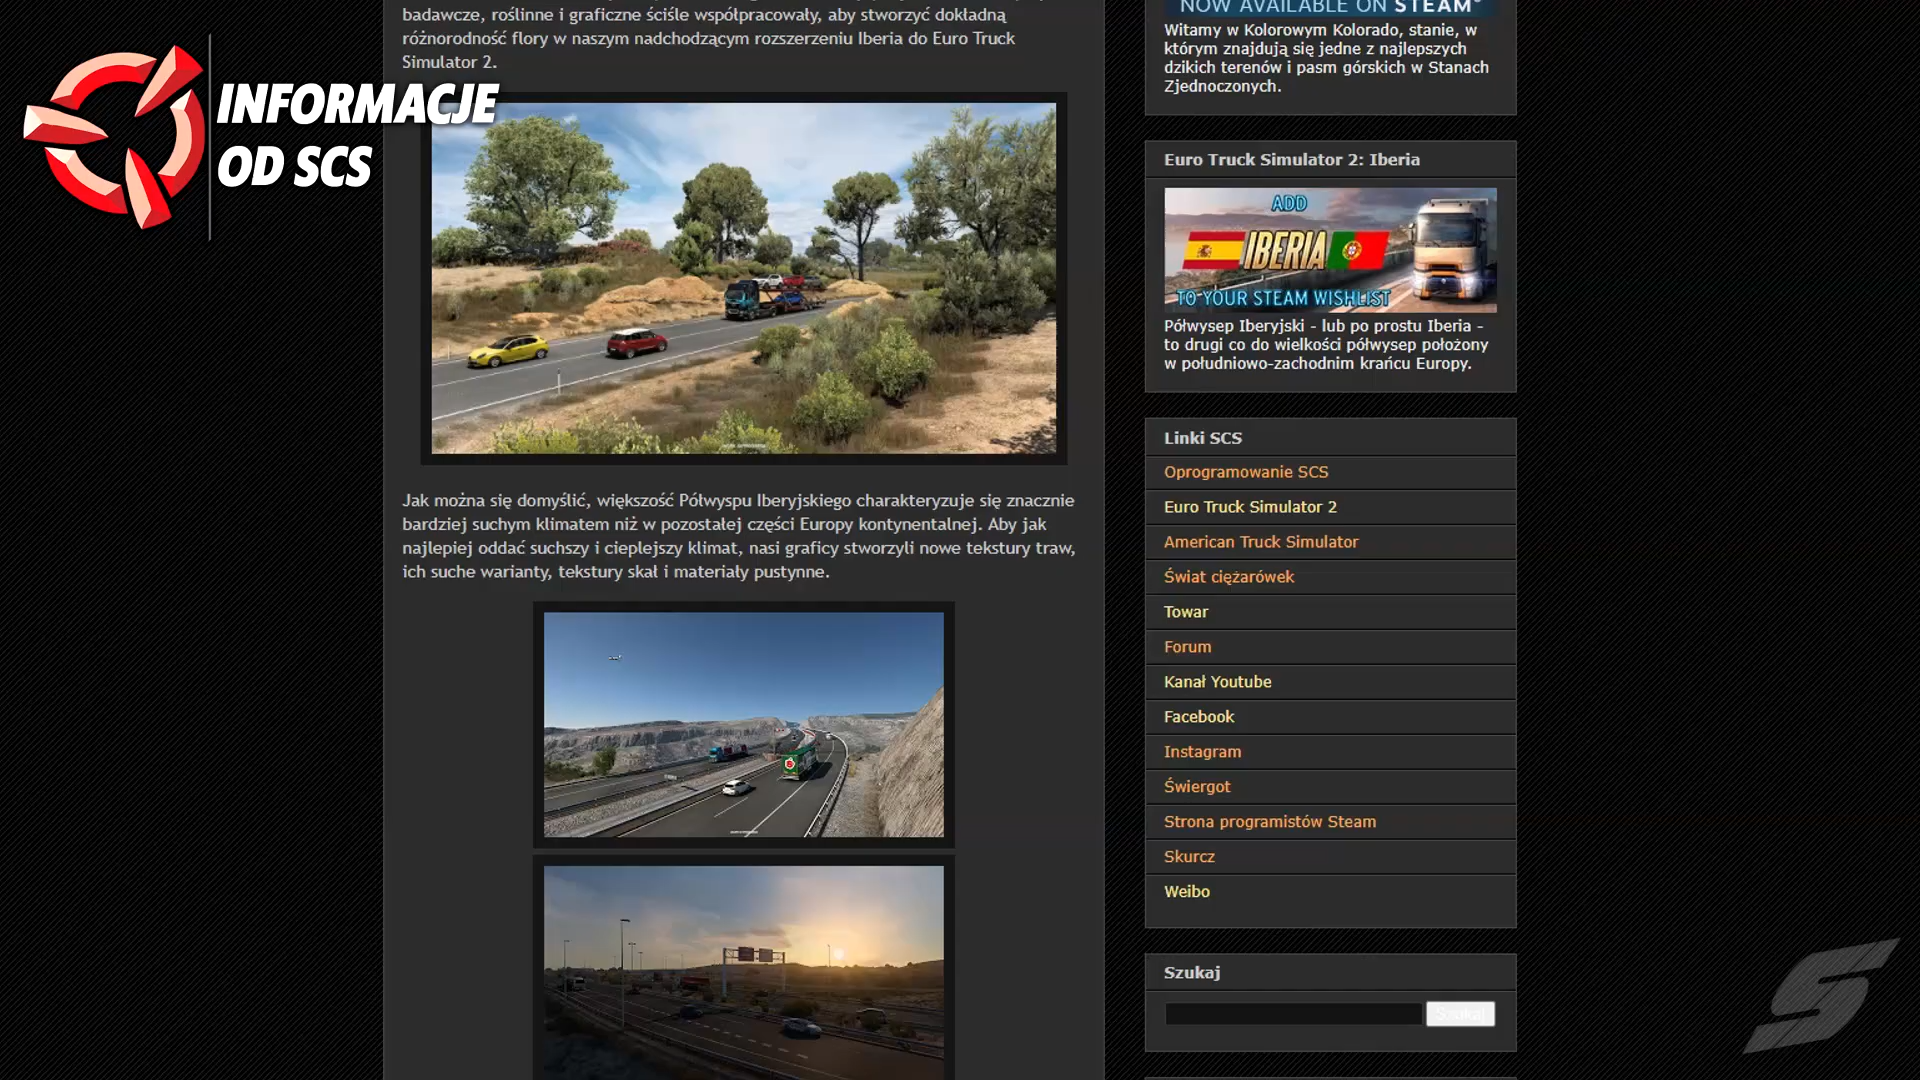 INFORMACJE
OD SCS
badawcze, roślinne i graficzne ściśle współpracowały, aby stworzyć dokładną
różnorodność flory w naszym nadchodzącym rozszerzeniu Iberia do Euro Truck
Simulator 2.
Jak można się domyślić, większość Półwyspu Iberyjskiego charakteryzuje się znacznie
bardziej suchym klimatem niż w pozostałej części Europy kontynentalnej. Aby jak
najlepiej oddać suchszy i cieplejszy klimat, nasi graficy stworzyli nowe tekstury traw,
ich suche warianty, tekstury skał i materiały pustynne.
NOW AVAILABLE ON STEAM
Witamy w Kolorowym Kolorado, stanie, w
którym znajdują się jedne z najlepszych
dzikich terenów i pasm górskich w Stanach
Zjednoczonych.
Euro Truck Simulator 2: Iberia
ADD
IBERIA
TO YOUR STEAM WISHLIST
Półwysep Iberyjski - lub po prostu Iberia -
to drugi co do wielkości półwysep położony
w południowo-zachodnim krańcu Europy.
Linki SCS
Oprogramowanie SCS
Euro Truck Simulator 2
American Truck Simulator
Świat ciężarówek
Towar
Forum
Kanał Youtube
Facebook
Instagram
Świergot
Strona programistów Steam
Skurcz
Weibo
Szukaj
Szukaj